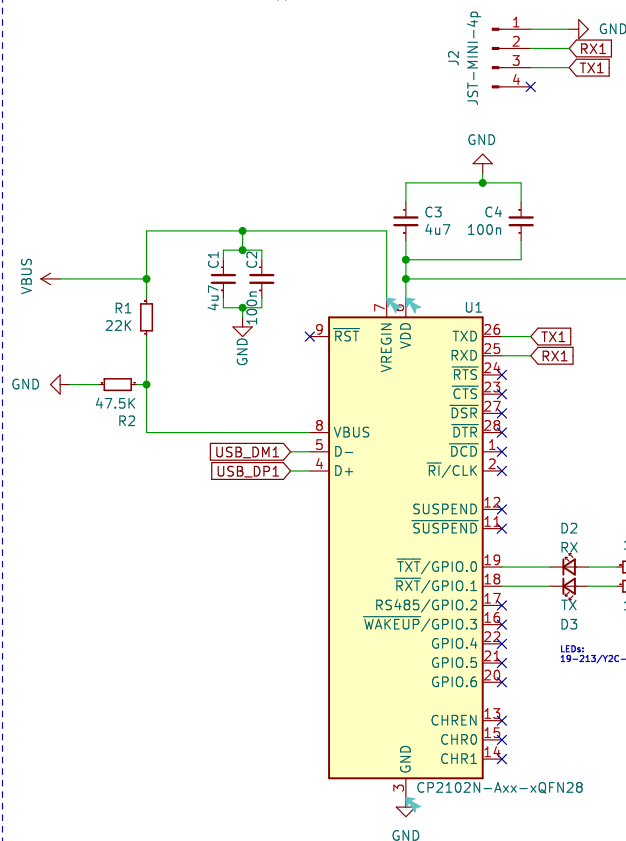 J2
JST-MINI-4p
1
2
3
4
GND
RX1
TX1
GND
C3
4u7
C4
100n
VBUS
C1
4u7
C2
100n
GND
R1
22K
GND
47.5K
R2
U1
7
6
VREGIN
VDD
9
RST
8
VBUS
USB_DM1
5
D-
USB_DP1
4
D+
TXD
26
TX1
RXD
25
RX1
RTS
24
CTS
23
DSR
27
DTR
28
DCD
1
RI/CLK
2
SUSPEND
12
SUSPEND
11
TXT/GPIO.0
19
RXT/GPIO.1
18
RS485/GPIO.2
17
WAKEUP/GPIO.3
16
GPIO.4
22
GPIO.5
21
GPIO.6
20
CHREN
13
CHR0
15
CHR1
14
D2
RX
TX
D3
LEDs:
19-213/Y2C-
GND
3
CP2102N-Axx-xQFN28
GND